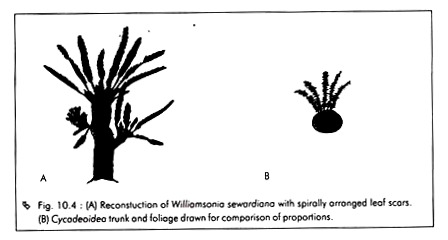 A
B
Fig. 10.4 : (A) Reconstuction of Williamsonia sewardiana with spirally arranged leaf scars.
(B) Cycadeoidea trunk and foliage drawn for comparison of proportions.